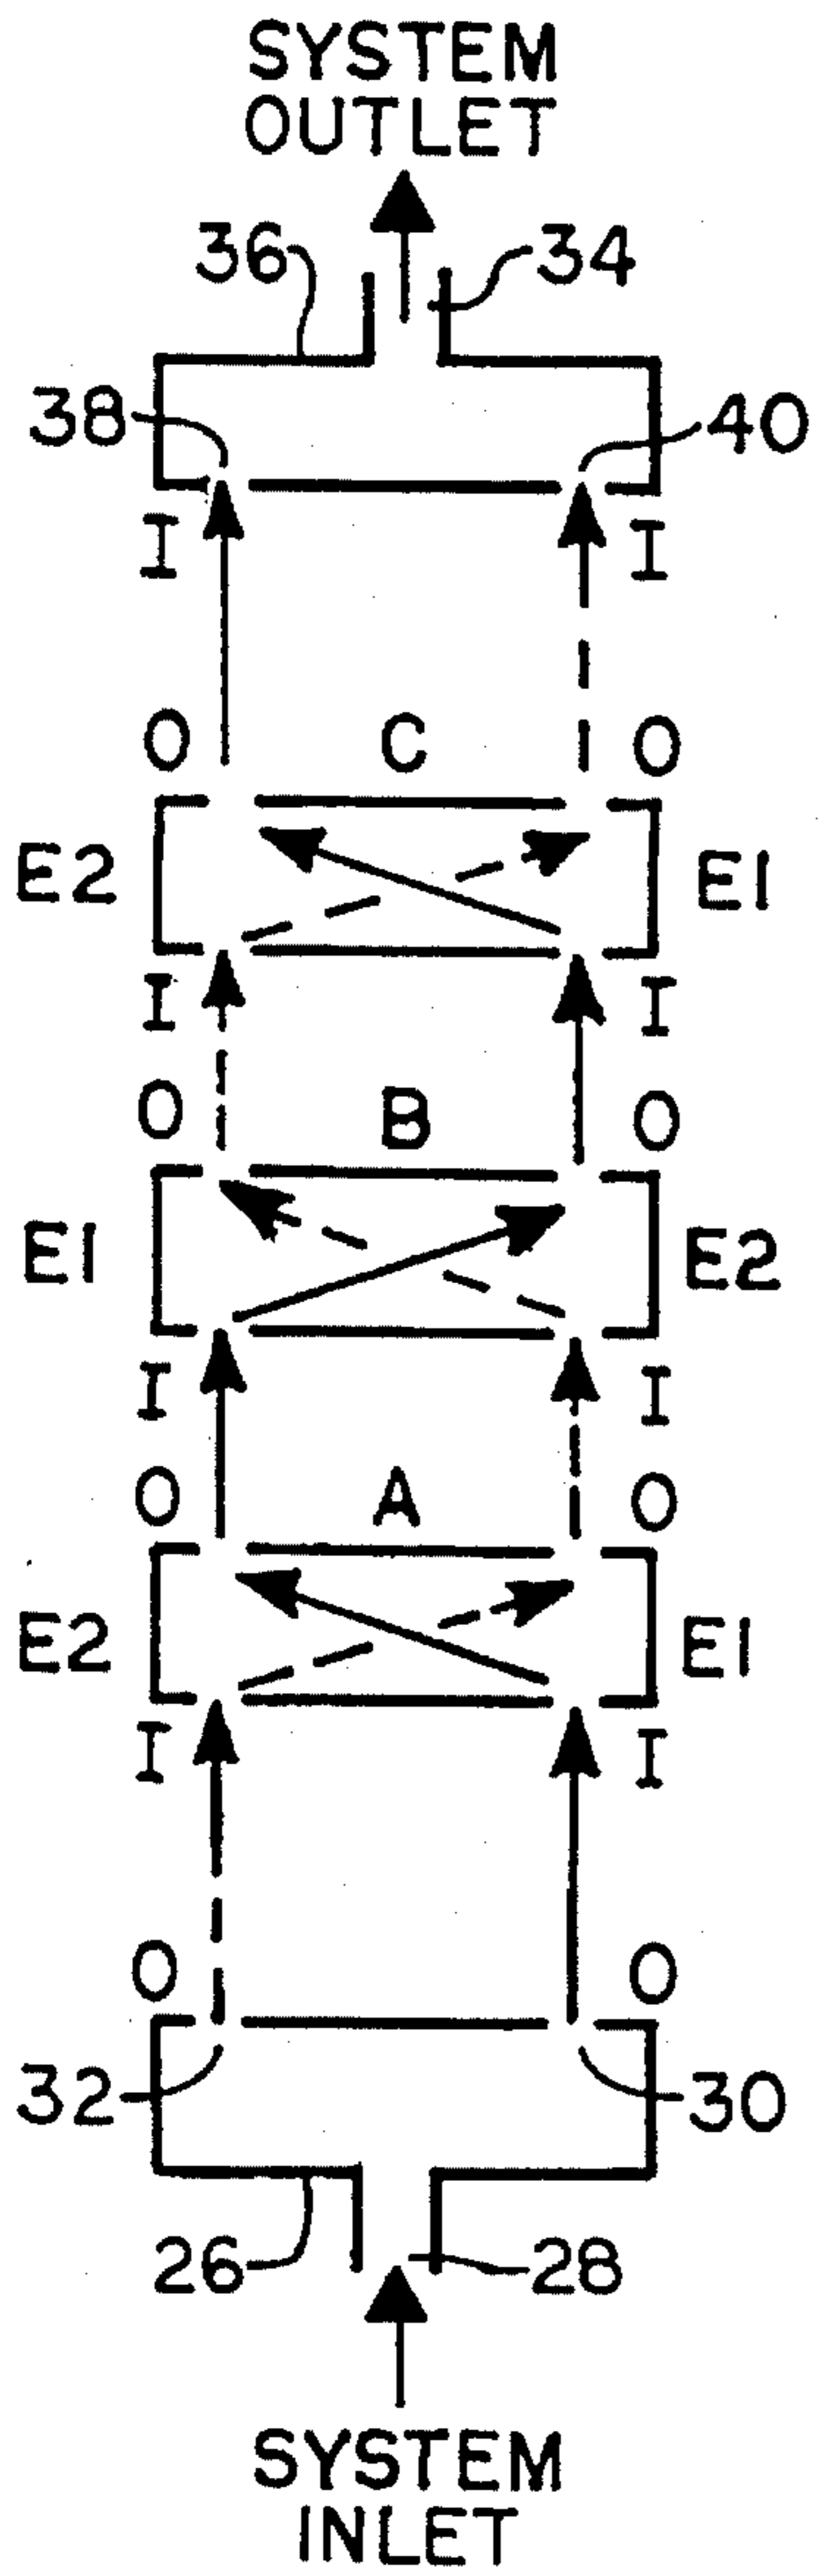 SYSTEM
OUTLET
36 34
38 40
I I
O C O
E2 E1
I I
O B O
E1 E2
I I
O A O
E2 E1
I I
O O
32 30
26 28
SYSTEM
INLET